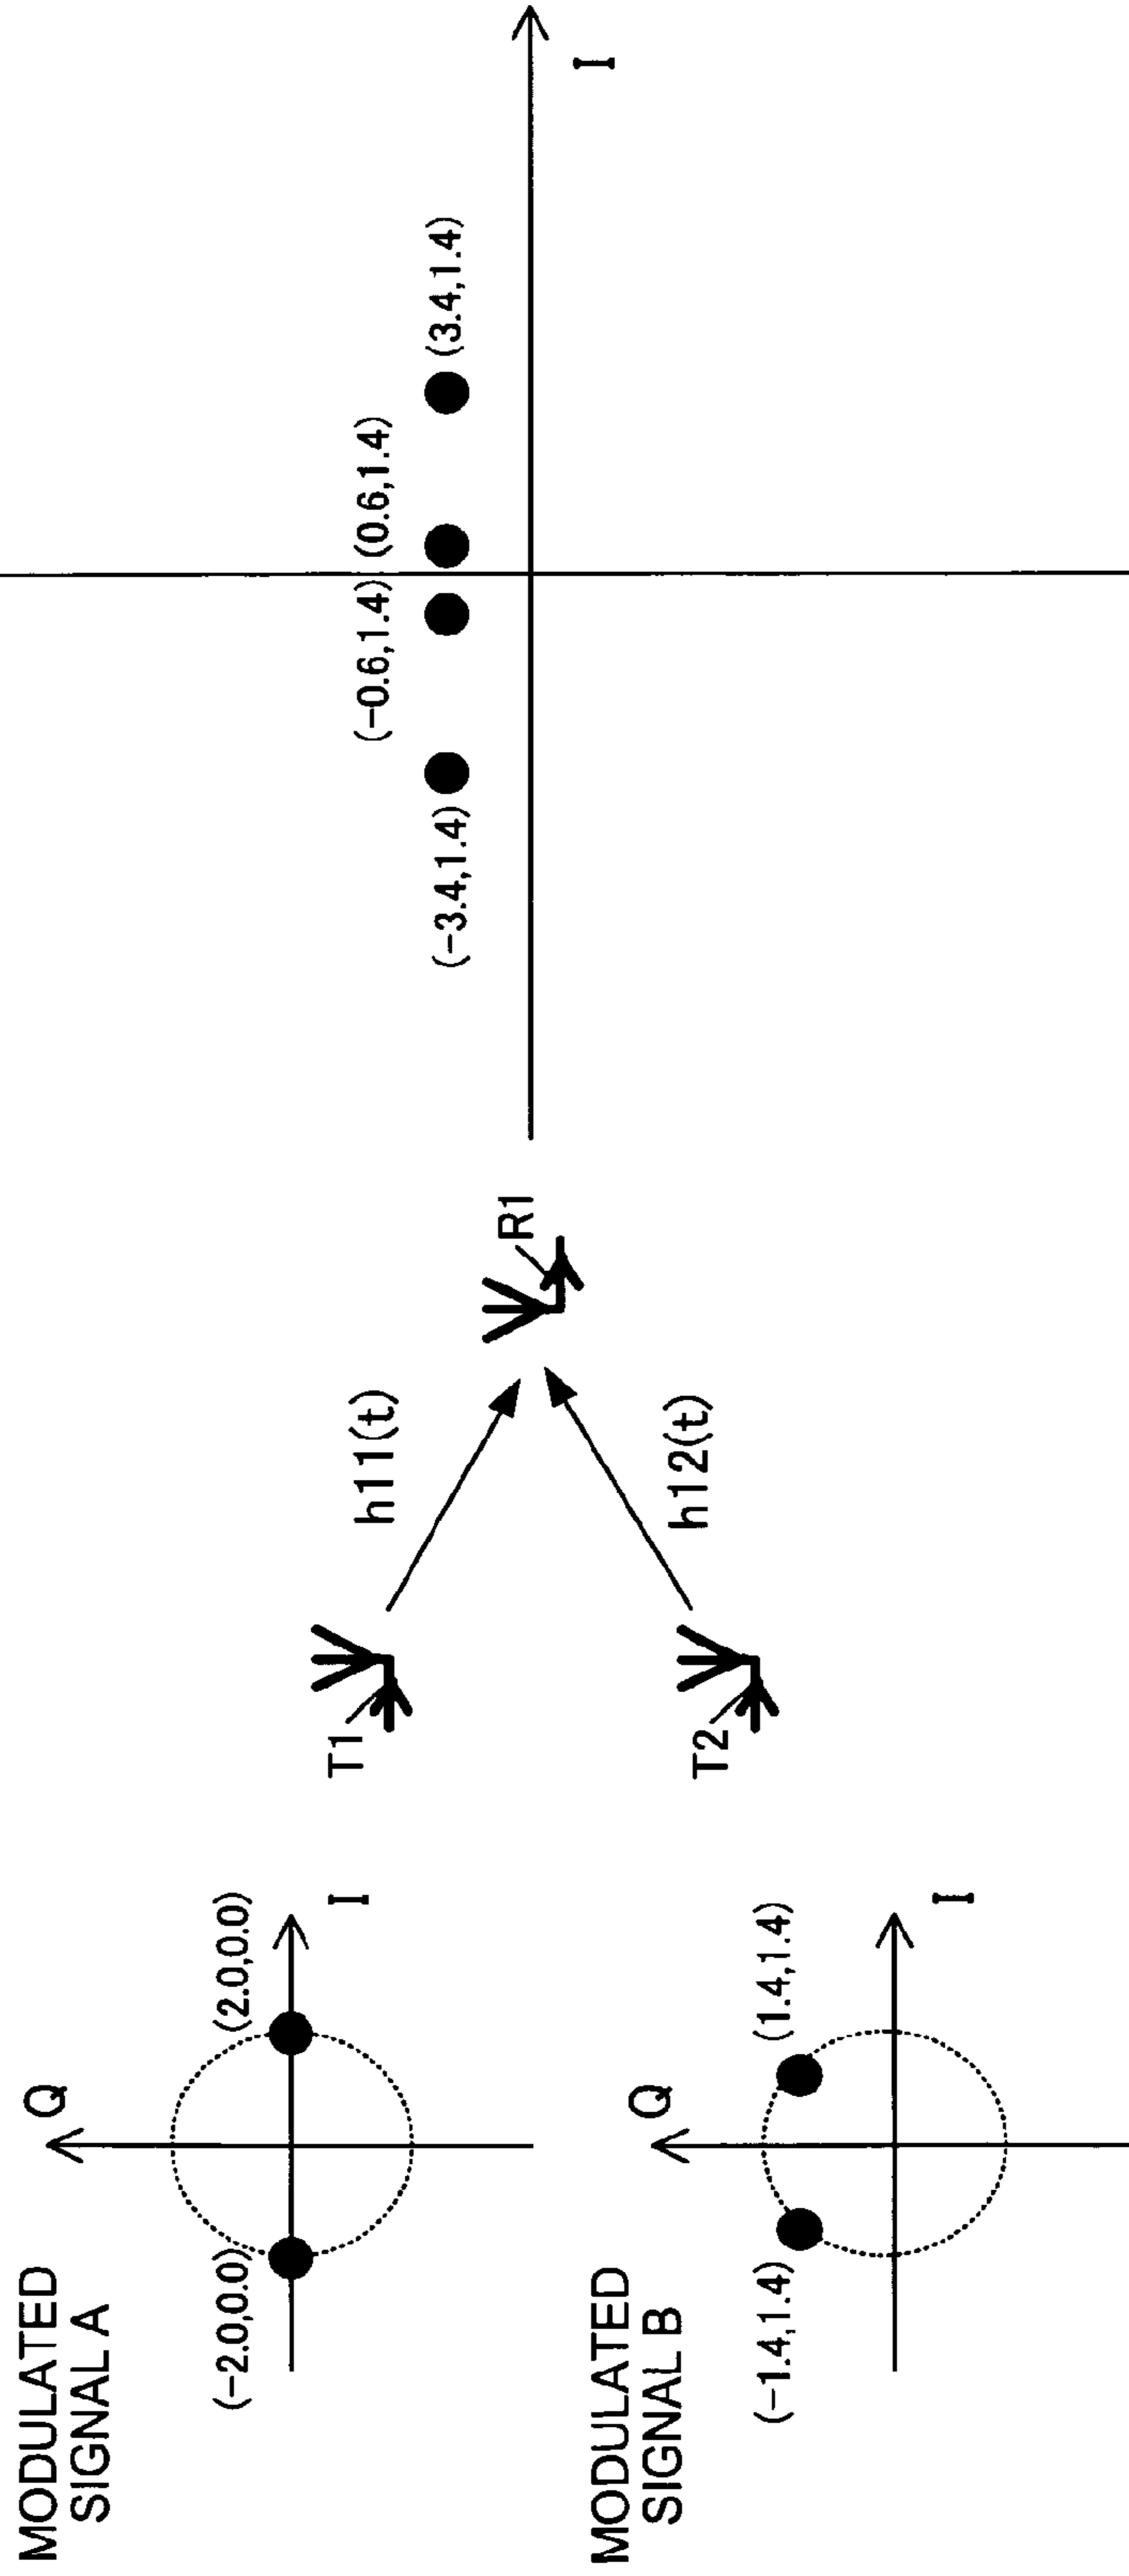 MODULATED
SIGNAL A
Q
(-2.0,0.0)
(2.0,0.0)
I
MODULATED
SIGNAL B
Q
(-1.4,1.4)
(1.4,1.4)
I
T1
T2
h11(t)
h12(t)
R1
(-3.4,1.4)
(-0.6,1.4)
(0.6,1.4)
(3.4,1.4)
I